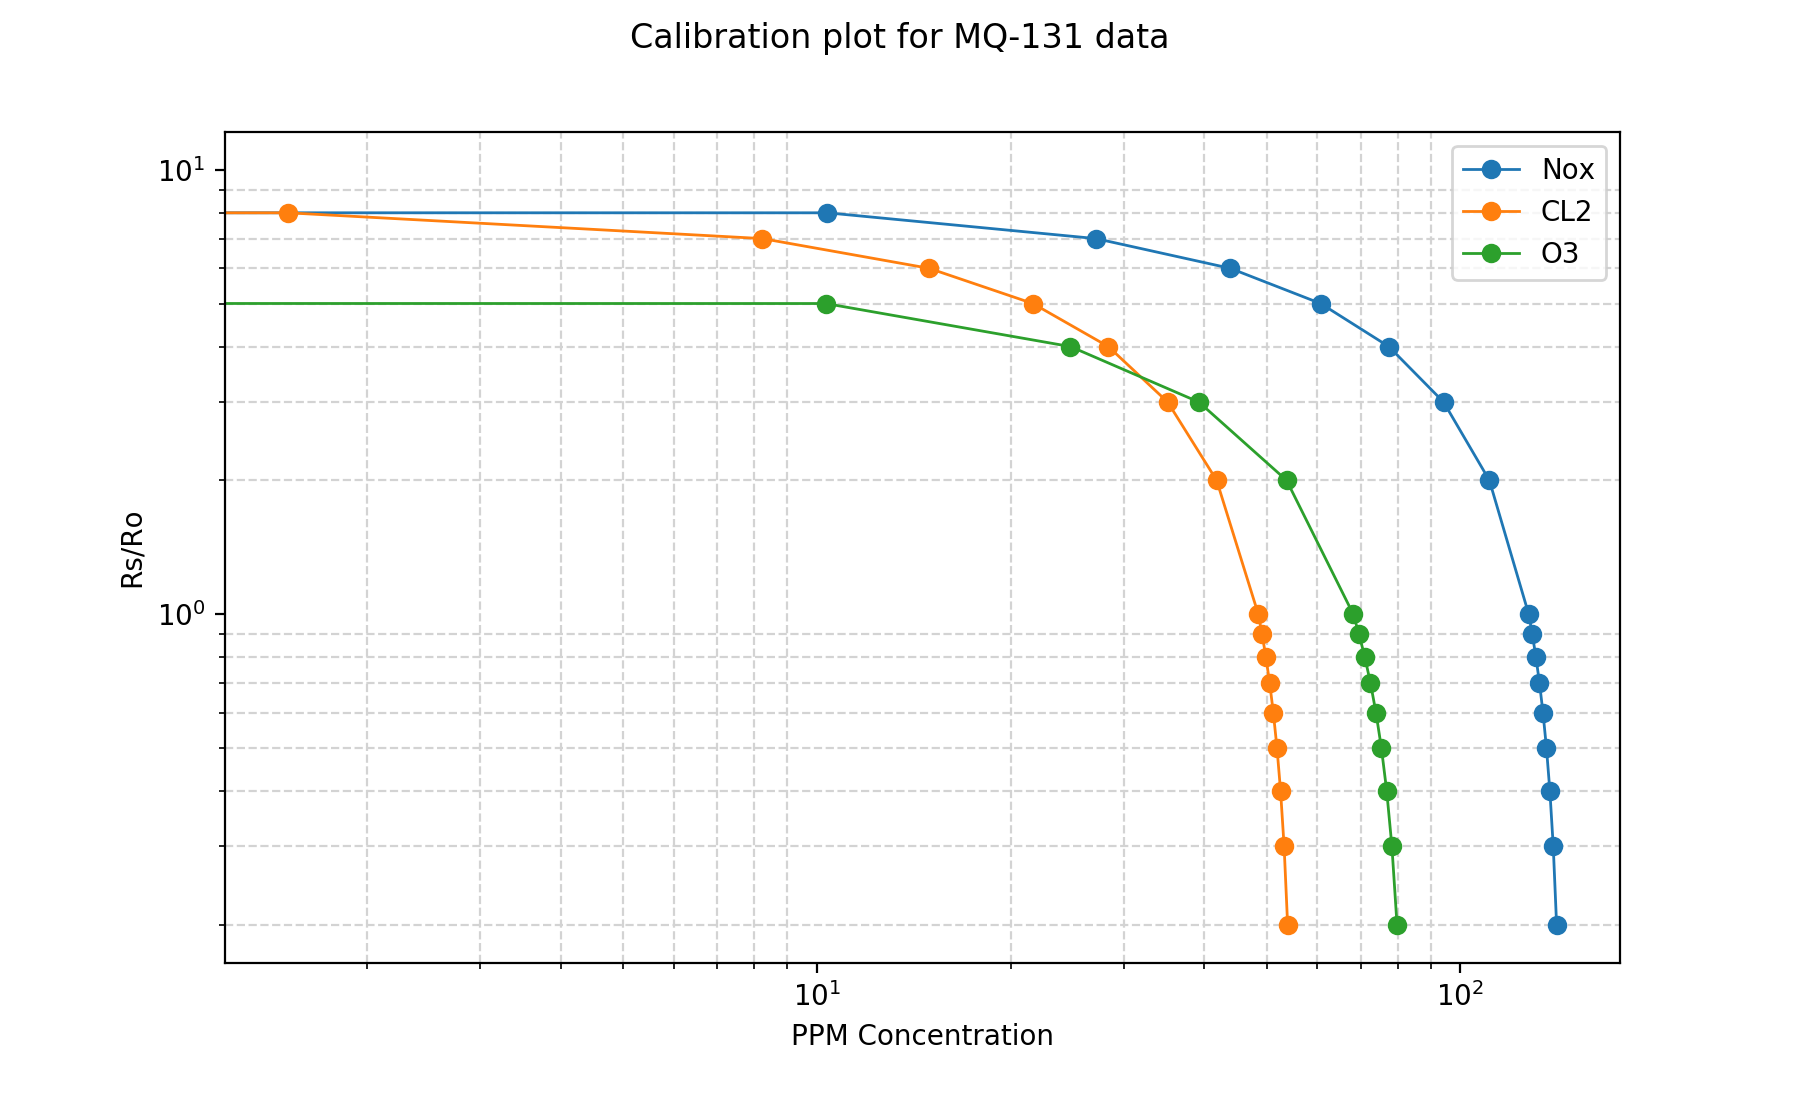 Calibration plot for MQ-131 data
10¹
Nox
CL2
O3
Rs/Ro
10⁰
10¹
10²
PPM Concentration